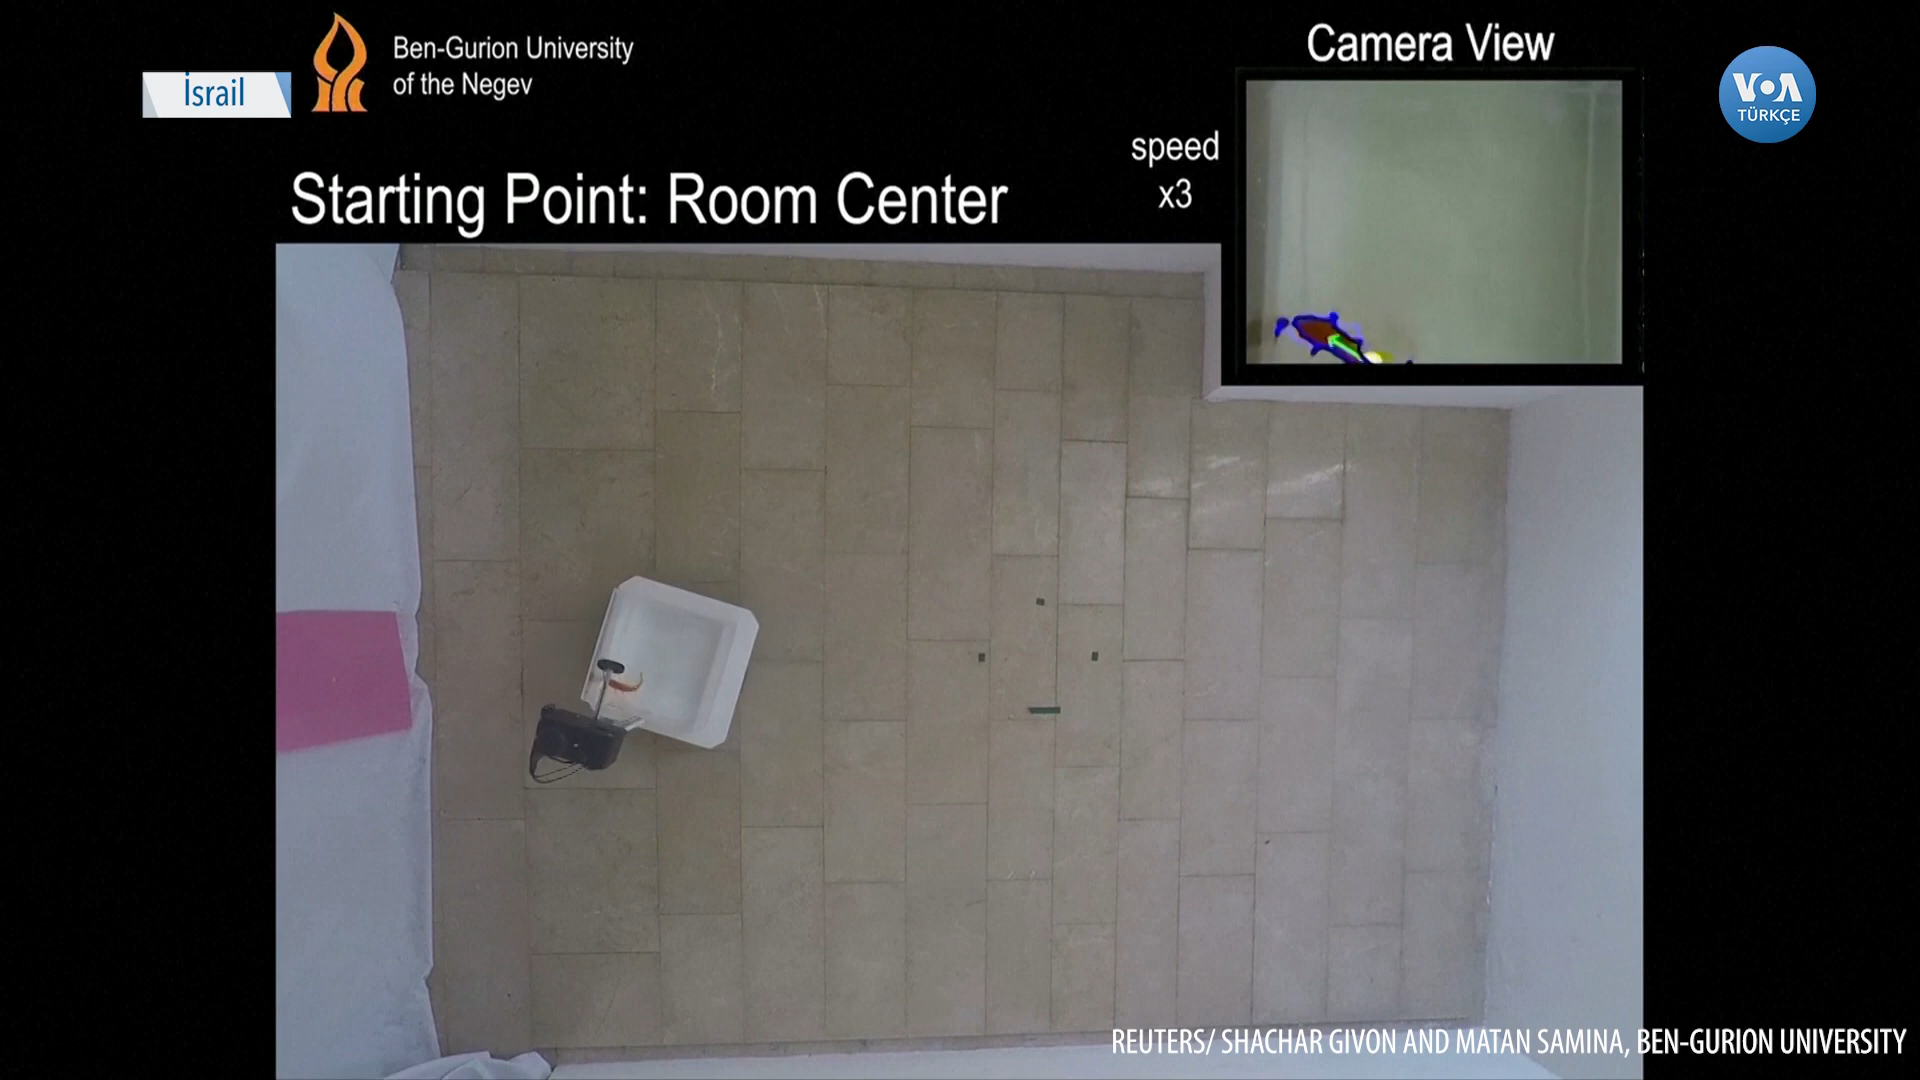 Ben-Gurion University
of the Negev
İsrail
Camera View
VOA
TÜRKÇE
speed
x3
Starting Point: Room Center
REUTERS/ SHACHAR GIVON AND MATAN SAMINA, BEN-GURION UNIVERSITY